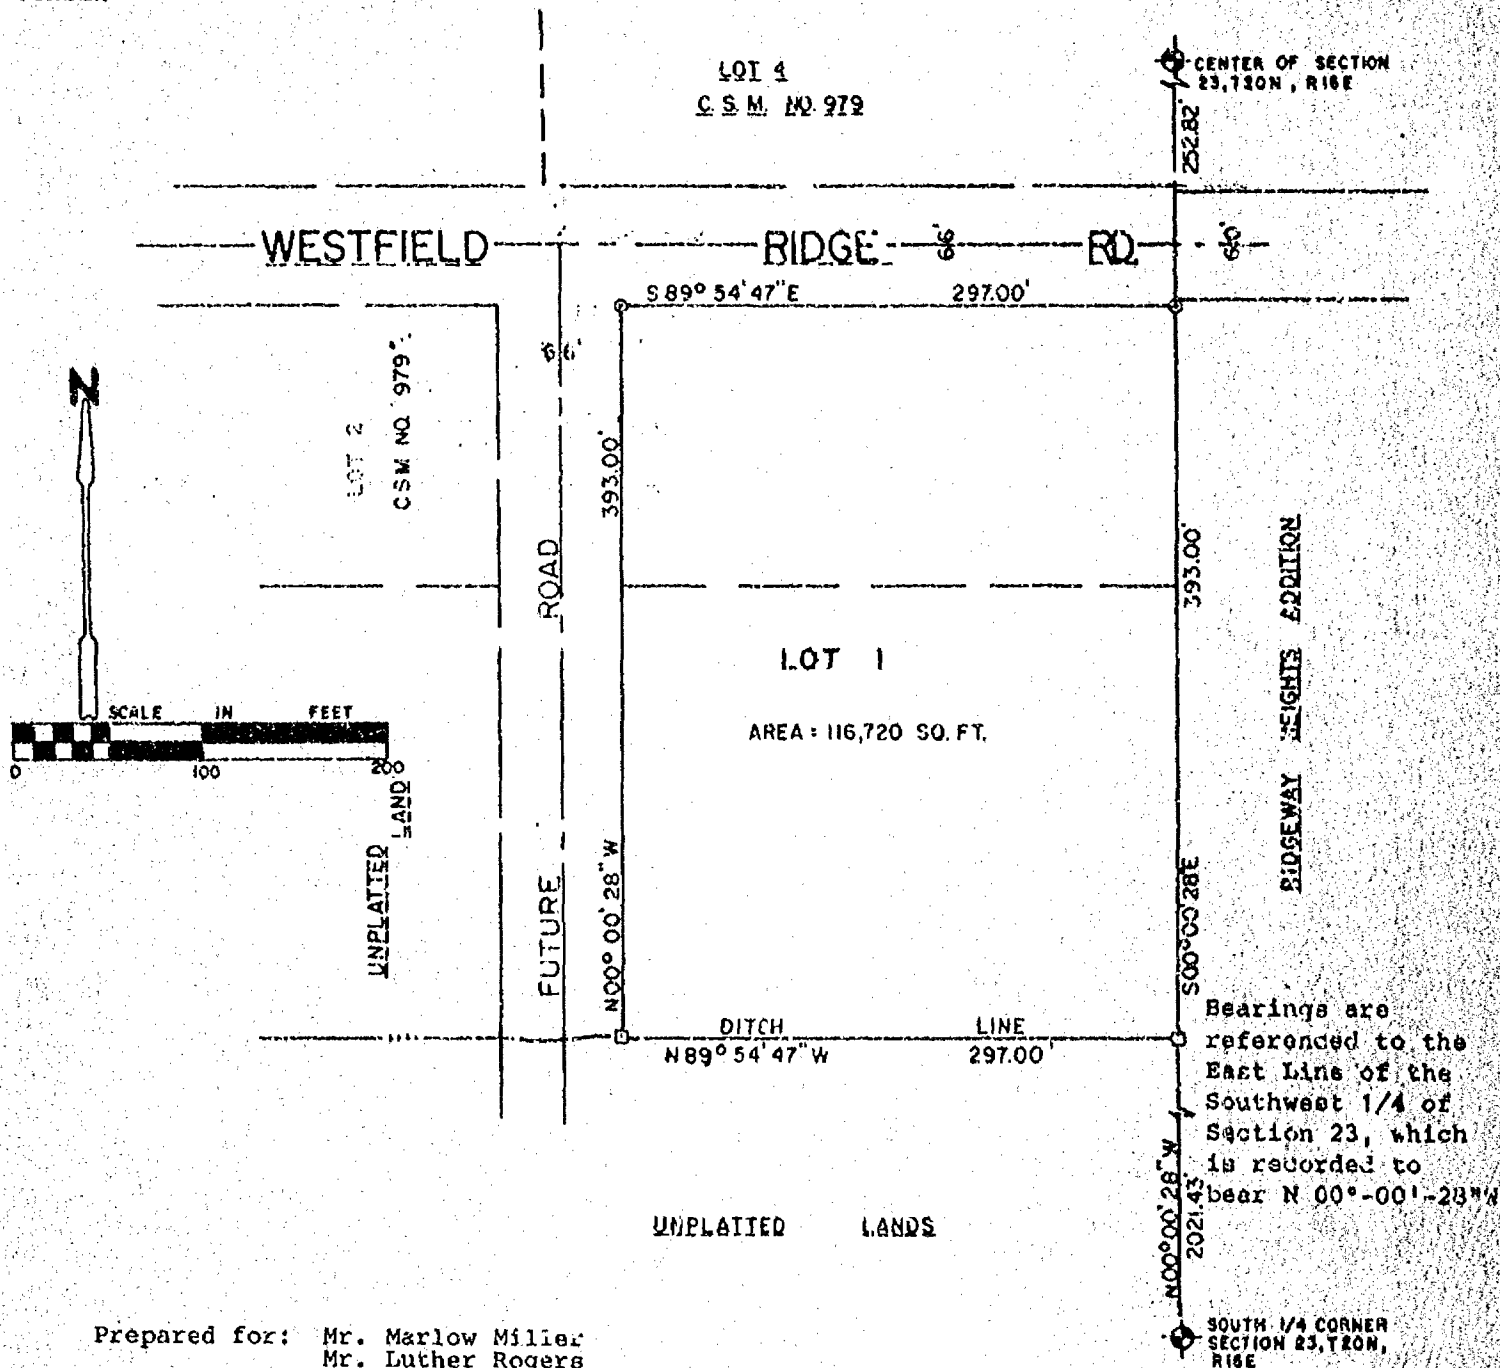 LOT 4
C.S.M. NO. 979
CENTER OF SECTION
23,T20N, R16E
252.82'
WESTFIELD RIDGE RD.
66'
60'
S 89° 54' 47" E 297.00'
66'
N
LOT 2
CSM NO. 979
393.00'
N00° 00' 28" W
393.00'
S00°00'28"E
FUTURE ROAD
RIDGEWAY HEIGHTS ADDITION
LOT 1
AREA = 116,720 SQ. FT.
SCALE IN FEET
0 100 200
UNPLATTED
LAND
DITCH LINE
N 89° 54' 47" W 297.00'
Bearings are
referenced to the
East Line of the
Southwest 1/4 of
Section 23, which
is recorded to
bear N 00°-00'-28"W
N00°00'28"W
2021.43'
UNPLATTED LANDS
SOUTH 1/4 CORNER
SECTION 23, T20N,
R16E
Prepared for: Mr. Marlow Miller
Mr. Luther Rogers